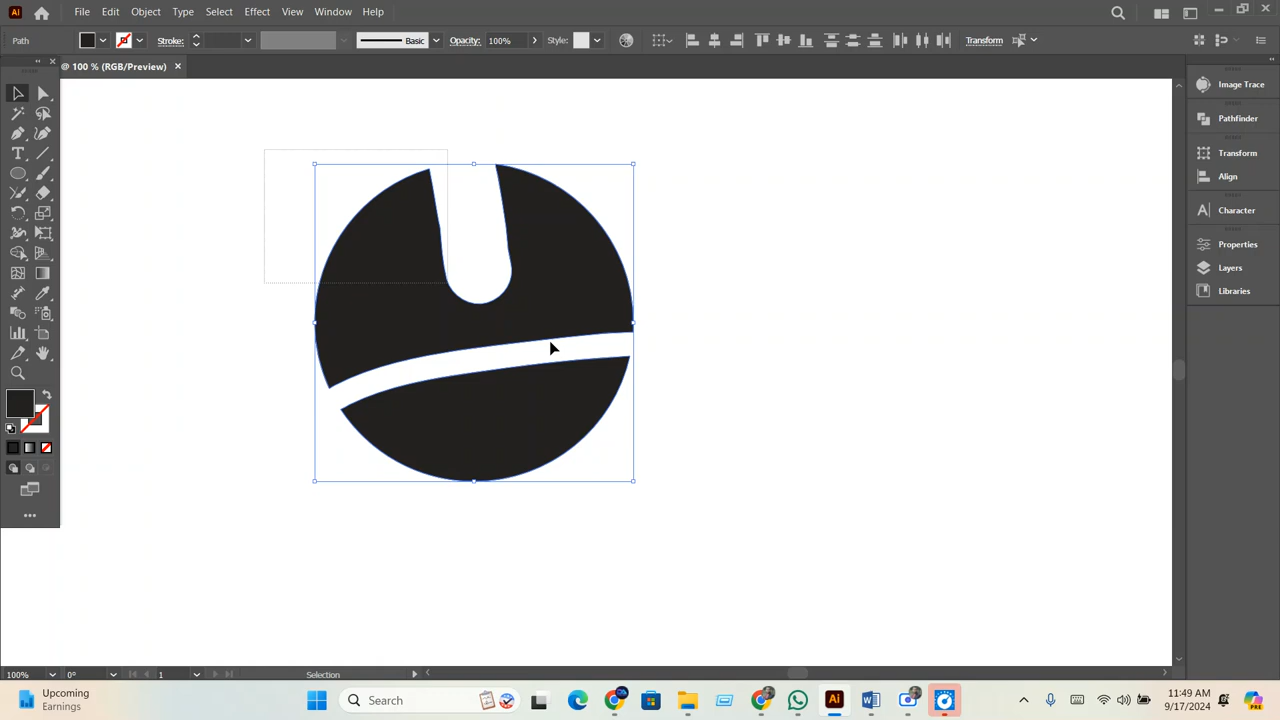 Ai File Edit Object Type Select Effect View Window Help
Path Stroke: Basic Opacity: 100% Style: Transform
@ 100 % (RGB/Preview) ×
Image Trace
Pathfinder
Transform
Align
Character
Properties
Layers
Libraries
100% 0° 1 Selection
Upcoming
Earnings
Search
Ai
11:49 AM
9/17/2024